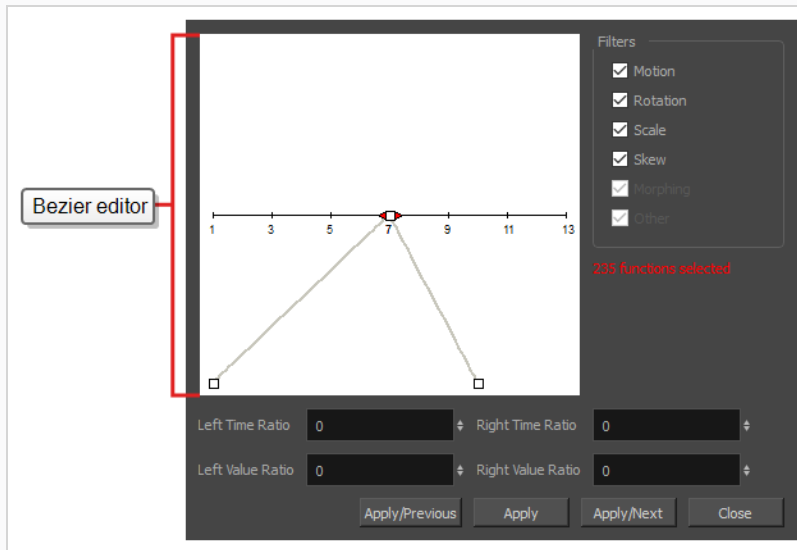 Filters
Motion
Rotation
Scale
Skew
Morphing
Other
Bezier editor
1 3 5 7 9 11 13
235 functions selected
Left Time Ratio 0 Right Time Ratio 0
Left Value Ratio 0 Right Value Ratio 0
Apply/Previous Apply Apply/Next Close